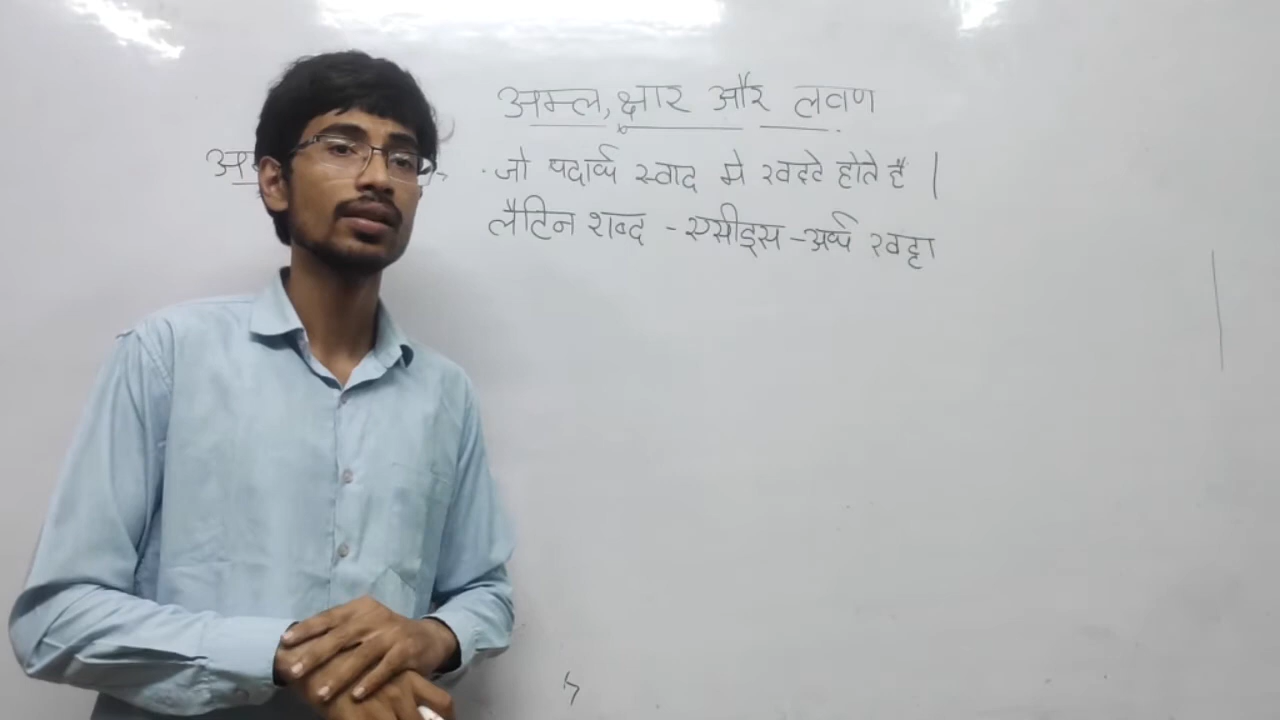 अम्ल, क्षार और लवण
जो पदार्थ स्वाद मे खट्टे होते है |
लैटिन शब्द - एसीड्स - अर्थ खट्टा